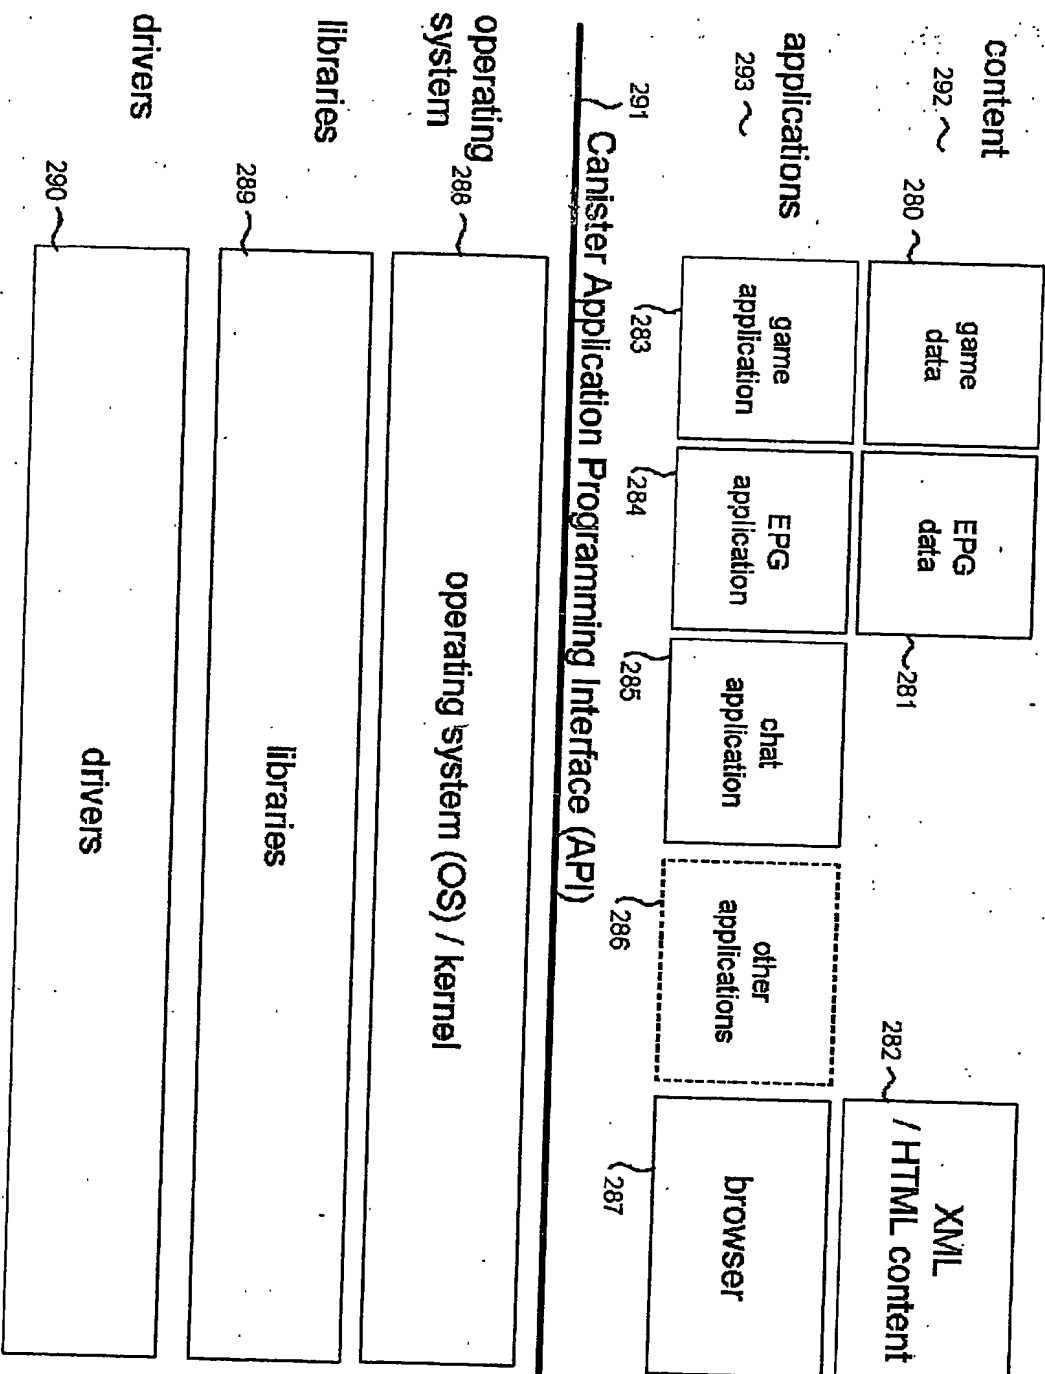 content
292
280
game
data
EPG
data
281
282
XML
/ HTML content
applications
293
game
application
EPG
application
chat
application
other
applications
browser
283
284
285
286
287
291
Canister Application Programming Interface (API)
operating
system
288
operating system (OS) / kernel
libraries
289
libraries
drivers
290
drivers